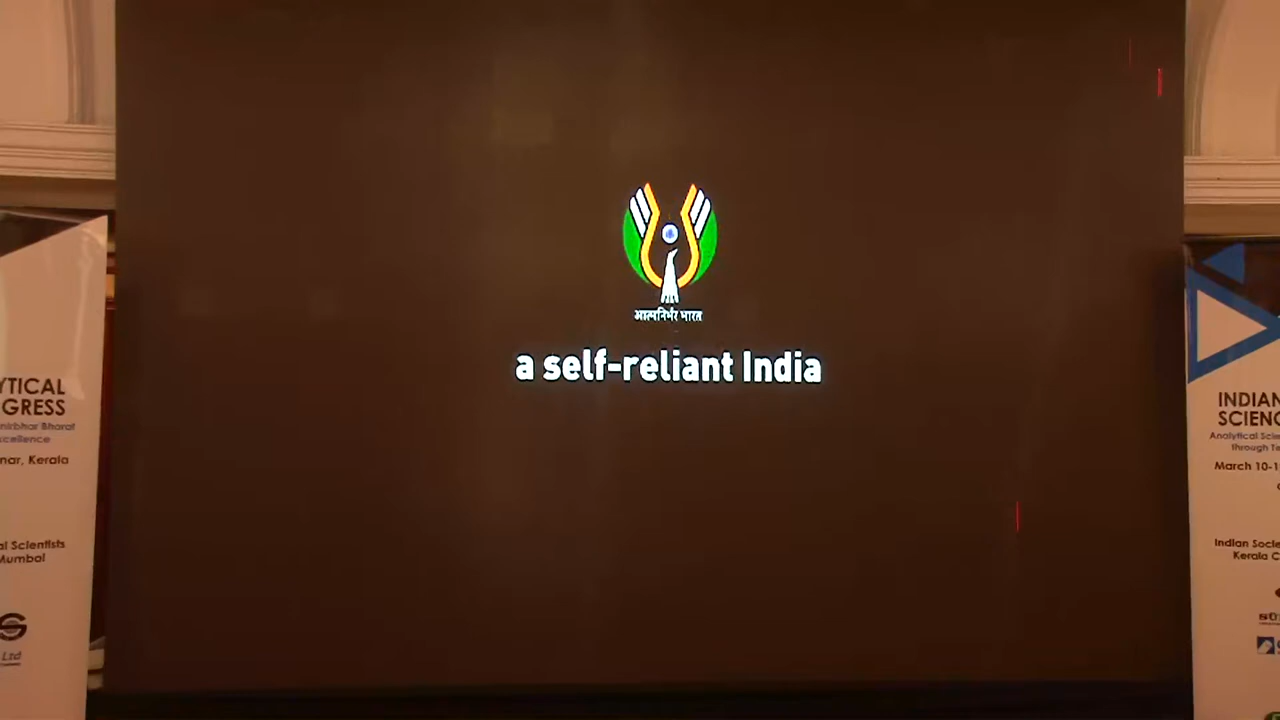 आत्मनिर्भर भारत
a self-reliant India
YTICAL
GRESS
nirbhar Bharat
xcellence
nar, Kerala
al Scientists
Mumbai
Ltd
INDIAN
SCIENC
Analytical Scie
through Te
March 10-1
Indian Socie
Kerala C